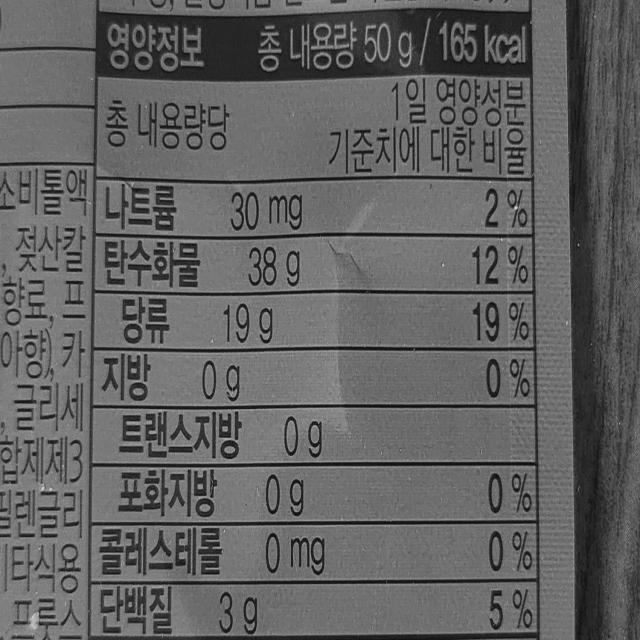 영양정보 총 내용량 50 g / 165 kcal
총 내용량당 1일 영양성분
기준치에 대한 비율
나트륨 30 mg 2 %
탄수화물 38 g 12 %
당류 19 g 19 %
지방 0 g 0 %
트랜스지방 0 g
포화지방 0 g 0 %
콜레스테롤 0 mg 0 %
단백질 3 g 5 %
소비톨액
, 젖산칼
향료, 프
아향), 카
, 글리세
합제제3
필렌글리
기타식용
프룻스